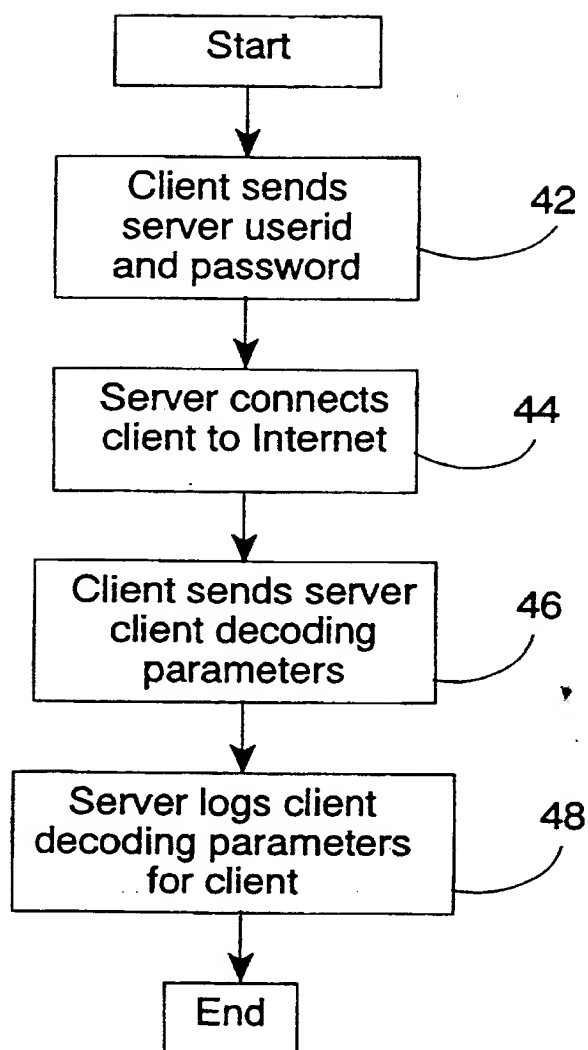 Start
Client sends
server userid
and password
42
Server connects
client to Internet
44
Client sends server
client decoding
parameters
46
Server logs client
decoding parameters
for client
48
End